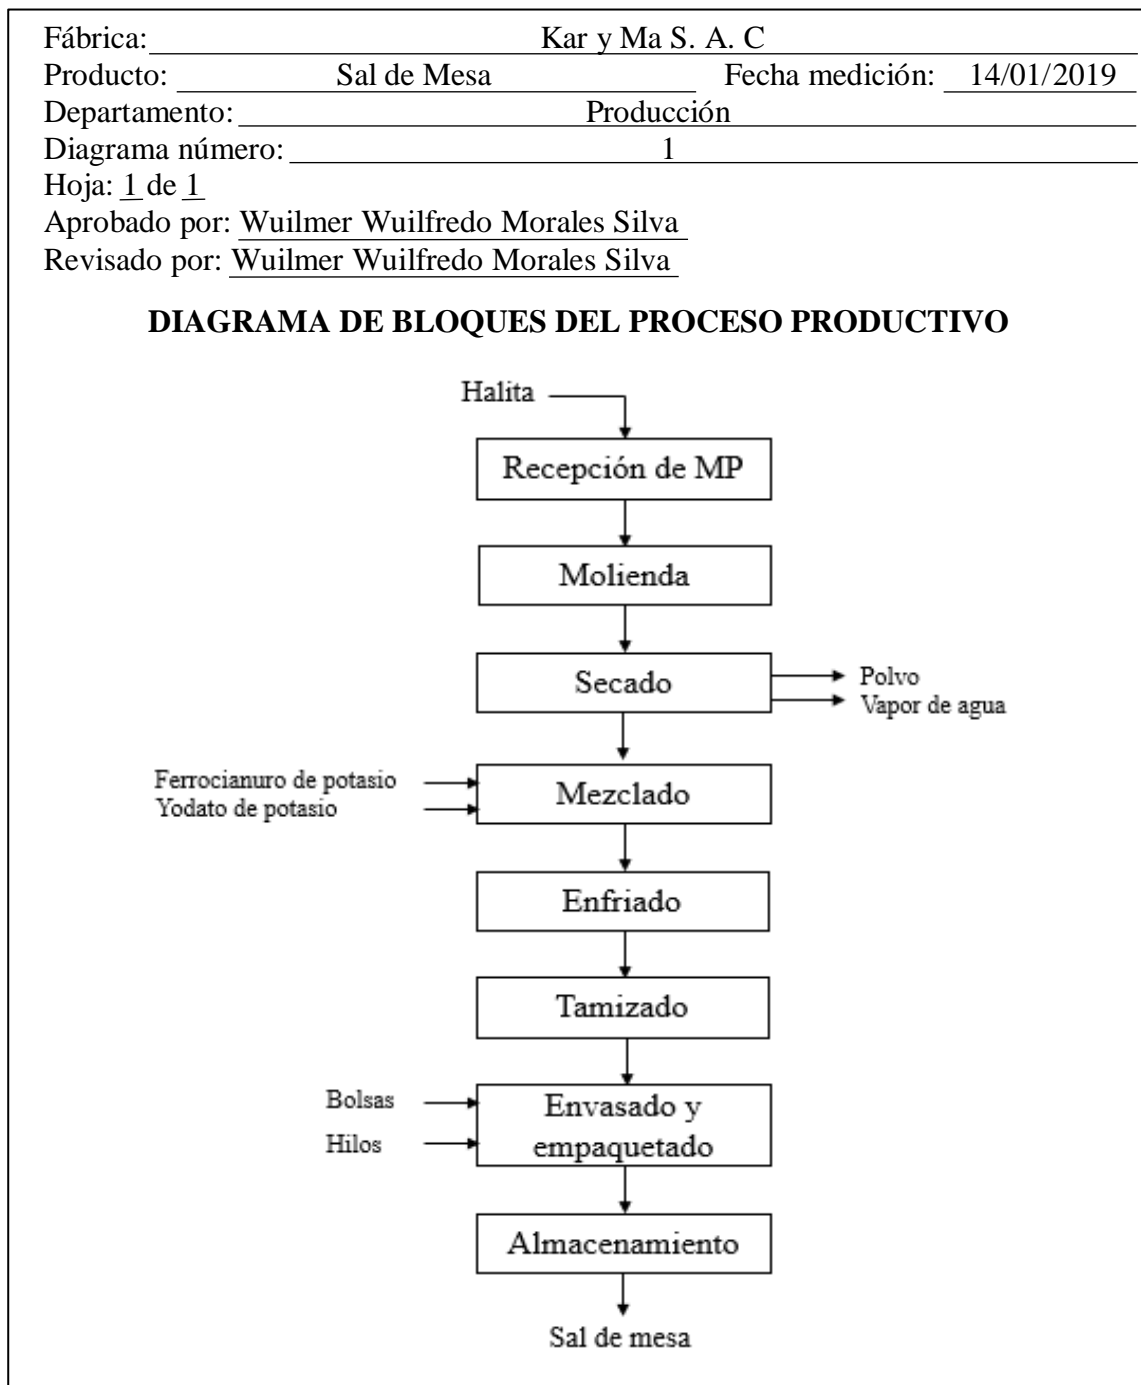 Fábrica: Kar y Ma S. A. C
Producto: Sal de Mesa Fecha medición: 14/01/2019
Departamento: Producción
Diagrama número: 1
Hoja: 1 de 1
Aprobado por: Wuilmer Wuilfredo Morales Silva
Revisado por: Wuilmer Wuilfredo Morales Silva
DIAGRAMA DE BLOQUES DEL PROCESO PRODUCTIVO
Halita
Recepción de MP
Molienda
Secado
Polvo
Vapor de agua
Ferrocianuro de potasio
Yodato de potasio
Mezclado
Enfriado
Tamizado
Bolsas
Hilos
Envasado y
empaquetado
Almacenamiento
Sal de mesa